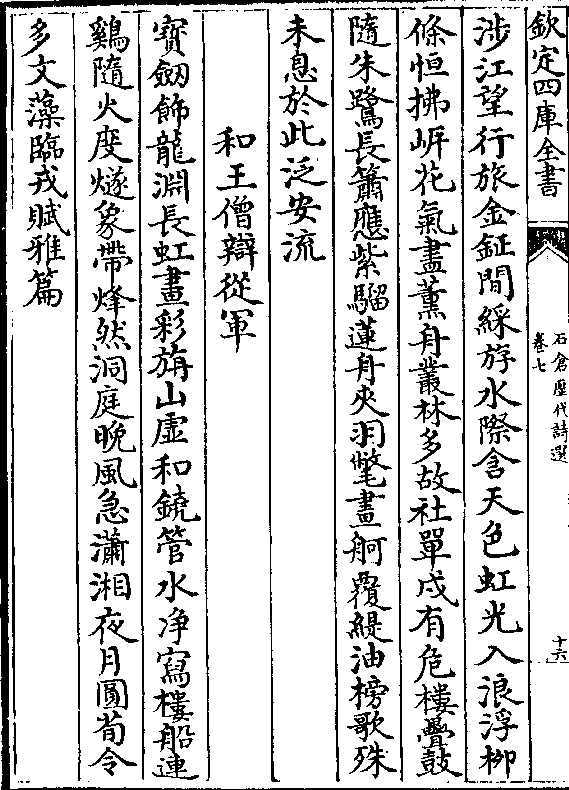 欽定四庫全書
石倉歷代詩選
卷七
十六
涉江望行旅金鉦間綵斿水際含天色虹光入浪浮柳
條恒拂岍花氣盡薰舟叢林多故社單戍有危樓疊鼓
隨朱鷺長簫應紫騮蓮舟夾羽氅畫舸覆緹油榜歌殊
未息於此泛安流
和王僧辯從軍
寶劒飾龍淵長虹畫彩旃山虛和鐃管水净寫樓船連
鷄隨火度燧象帶烽然洞庭晚風急瀟湘夜月圓荀令
多文藻臨戎賦雅篇